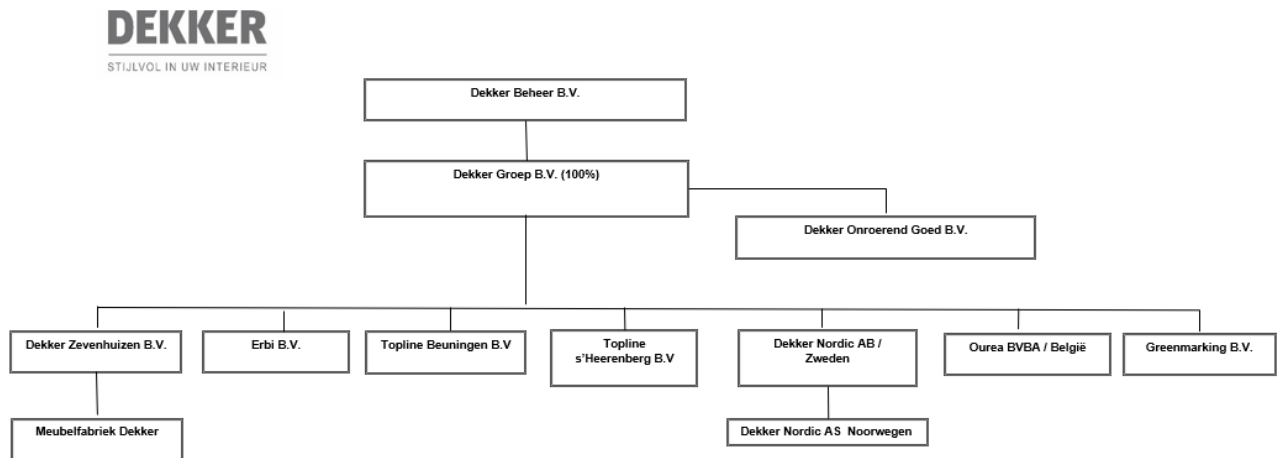 DEKKER
STIJLVOL IN UW INTERIEUR
Dekker Beheer B.V.
Dekker Groep B.V. (100%)
Dekker Onroerend Goed B.V.
Dekker Zevenhuizen B.V.
Erbi B.V.
Topline Beuningen B.V
Topline
s'Heerenberg B.V
Dekker Nordic AB /
Zweden
Ourea BVBA / België
Greenmarking B.V.
Meubelfabriek Dekker
Dekker Nordic AS  Noorwegen